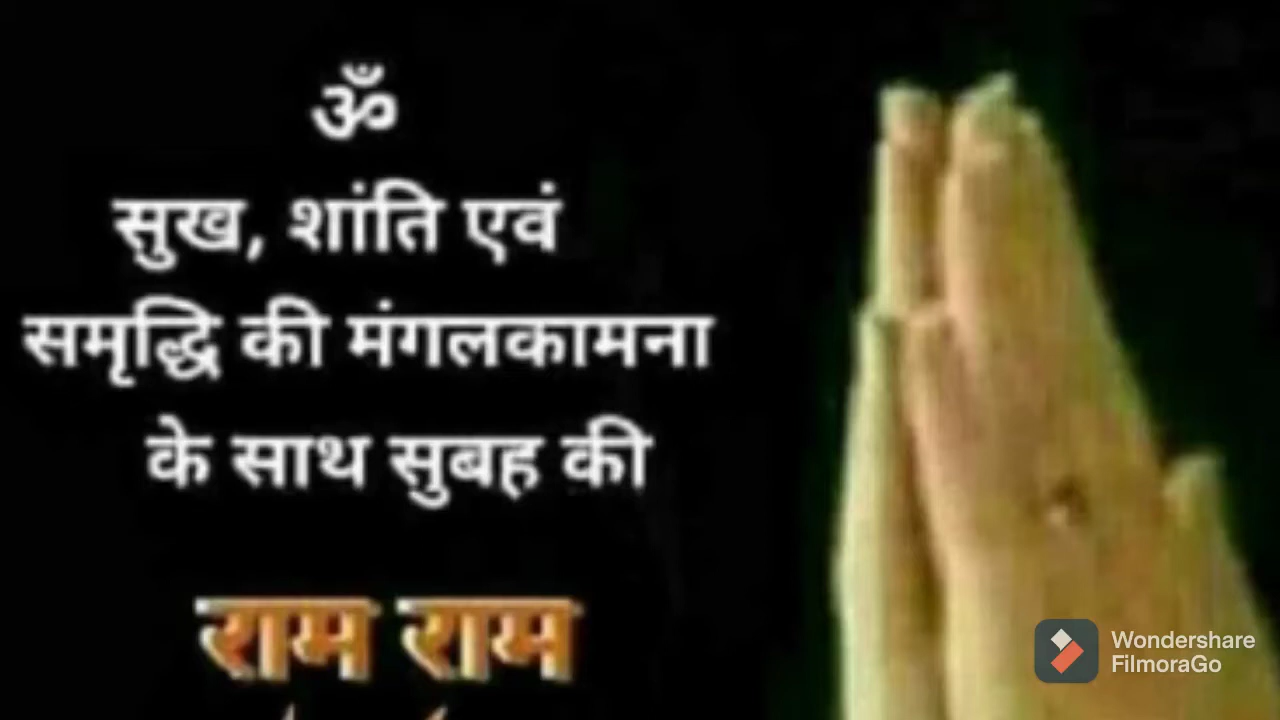 ॐ
सुख, शांति एवं
समृद्धि की मंगलकामना
के साथ सुबह की
राम राम
Wondershare
FilmoraGo